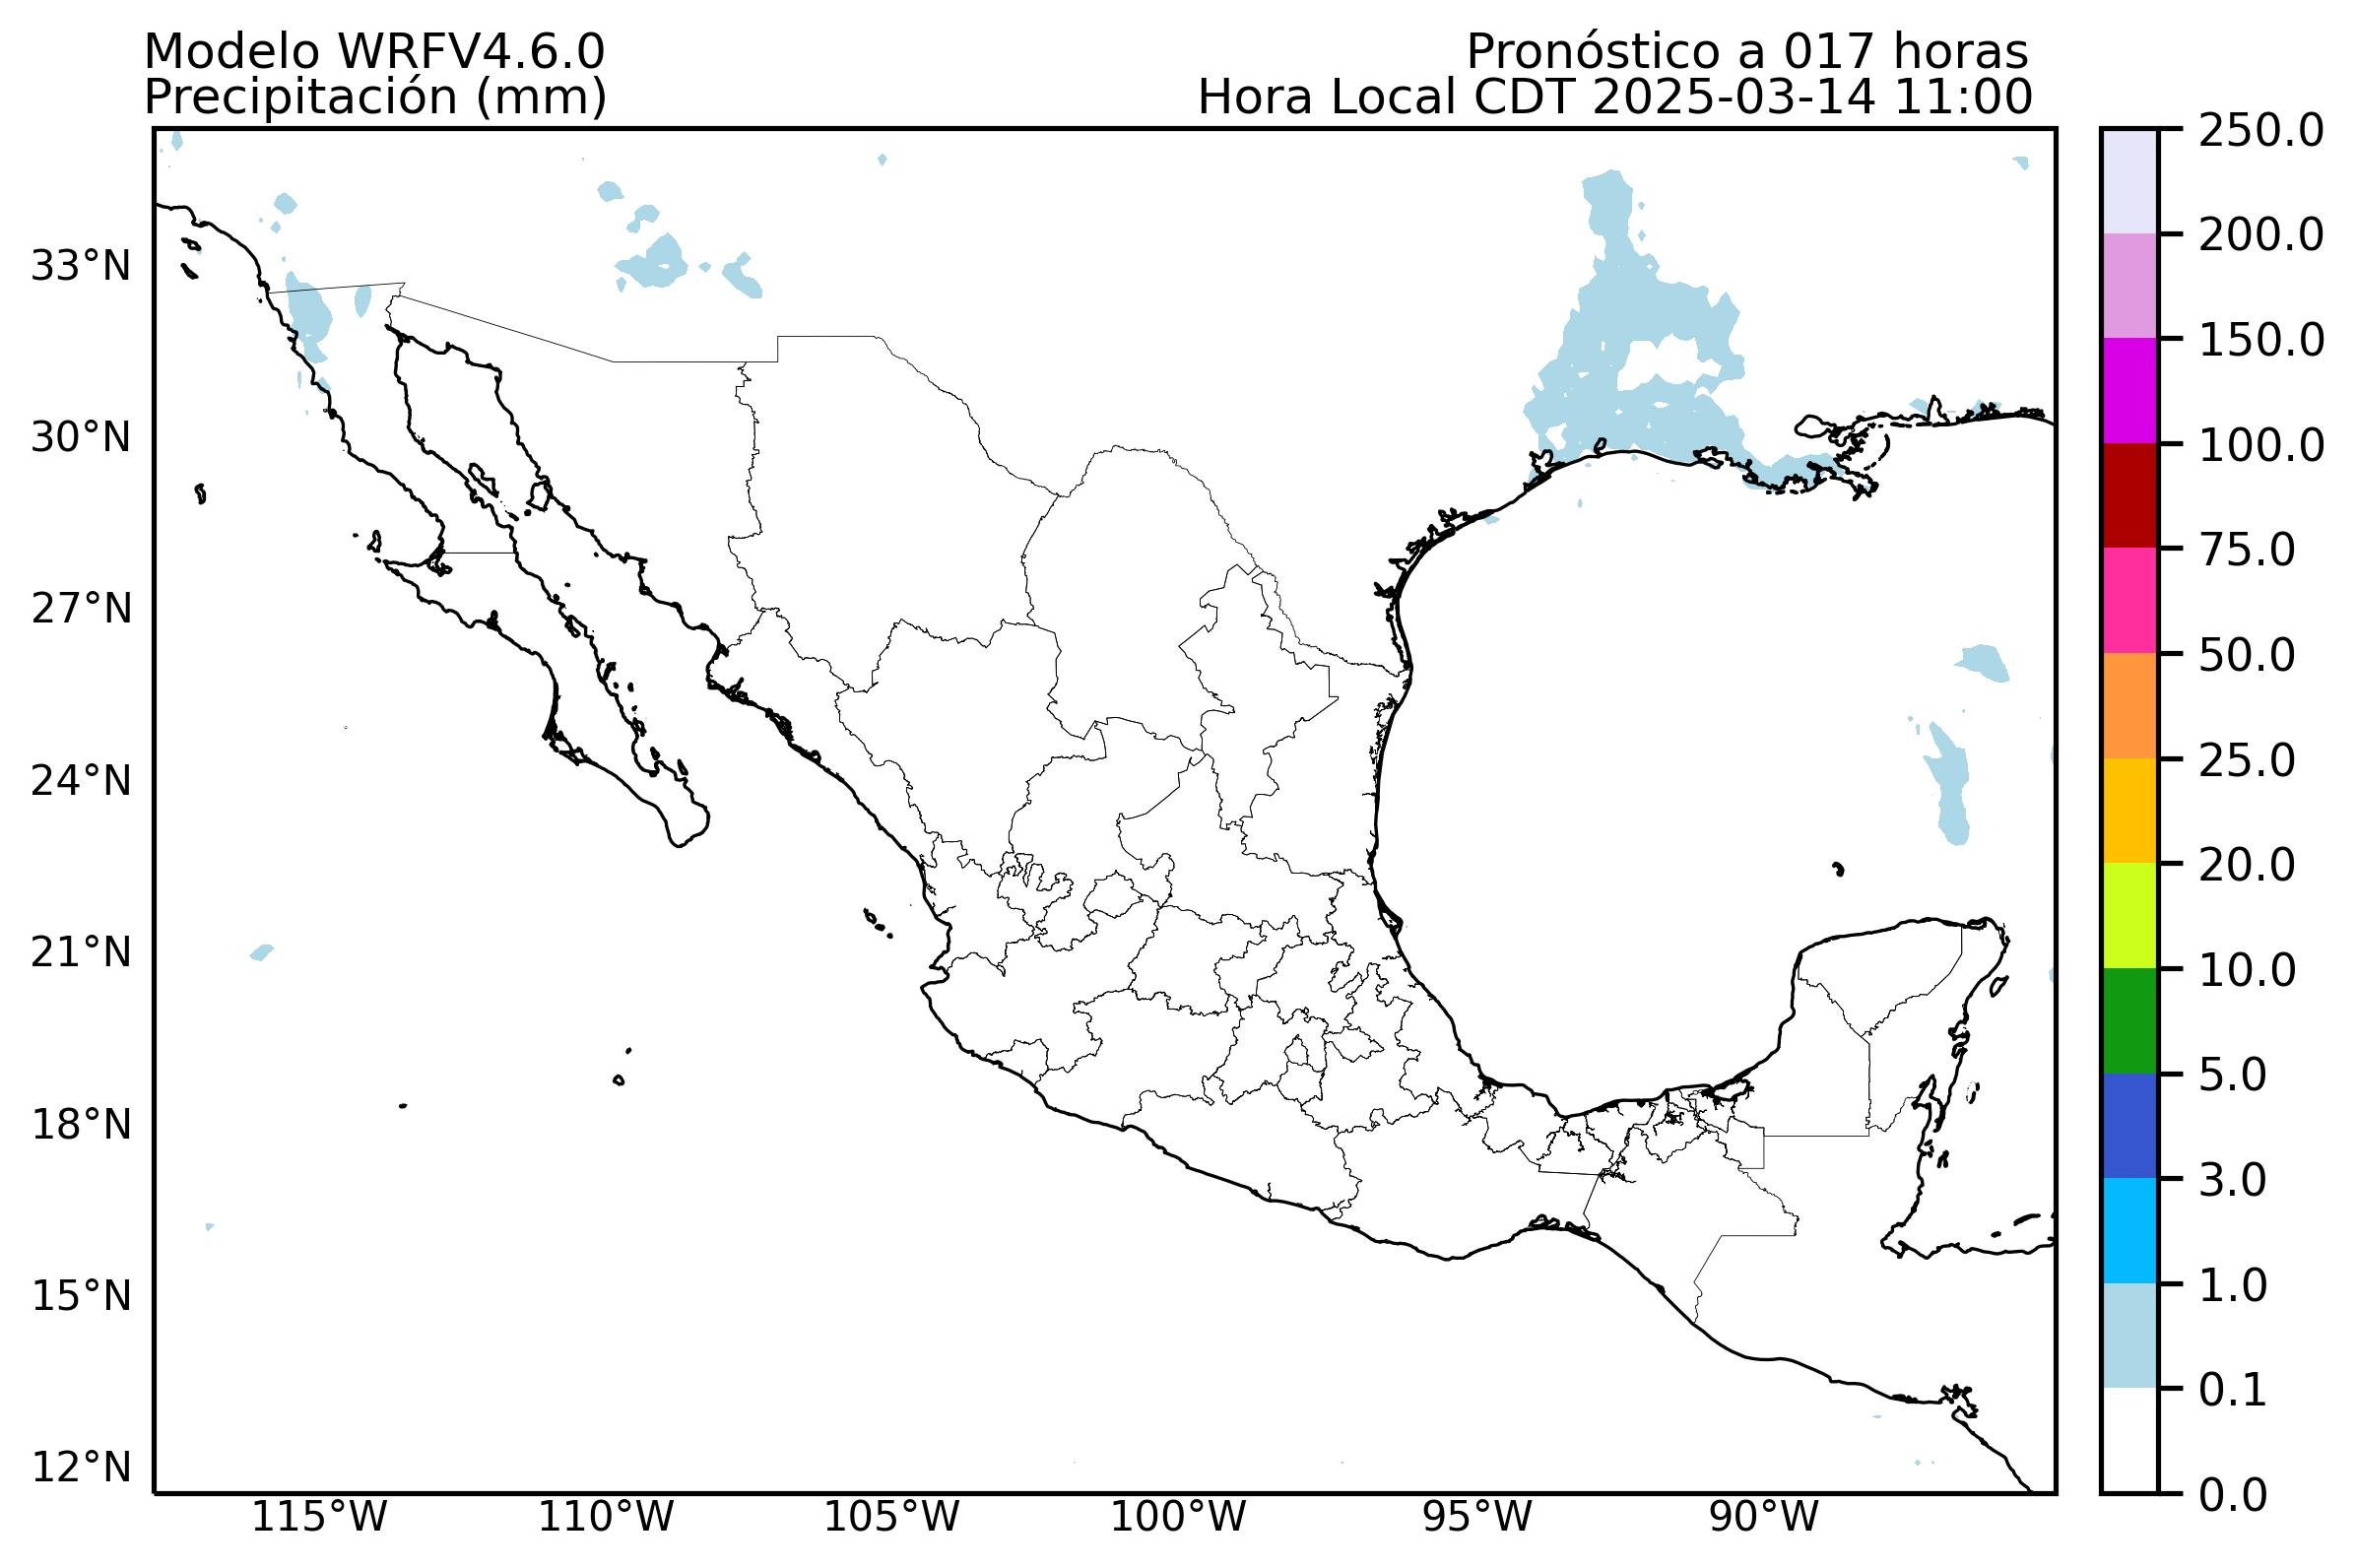 Modelo WRFV4.6.0
Pronóstico a 017 horas
Precipitación (mm)
Hora Local CDT 2025-03-14 11:00
33°N
30°N
27°N
24°N
21°N
18°N
15°N
12°N
115°W
110°W
105°W
100°W
95°W
90°W
250.0
200.0
150.0
100.0
75.0
50.0
25.0
20.0
10.0
5.0
3.0
1.0
0.1
0.0